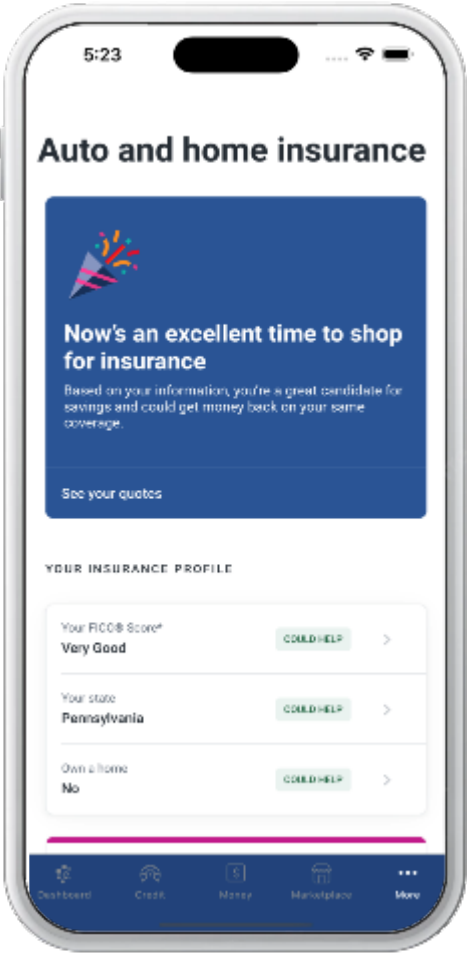 5:23
Auto and home insurance
Now's an excellent time to shop
for insurance
Based on your information, you're a great candidate for
savings and could get money back on your same
coverage.
See your quotes
YOUR INSURANCE PROFILE
Your FICO® Score*
Very Good
COULD HELP
Your state
Pennsylvania
COULD HELP
Own a home
No
COULD HELP
Dashboard
Credit
Money
Marketplace
More